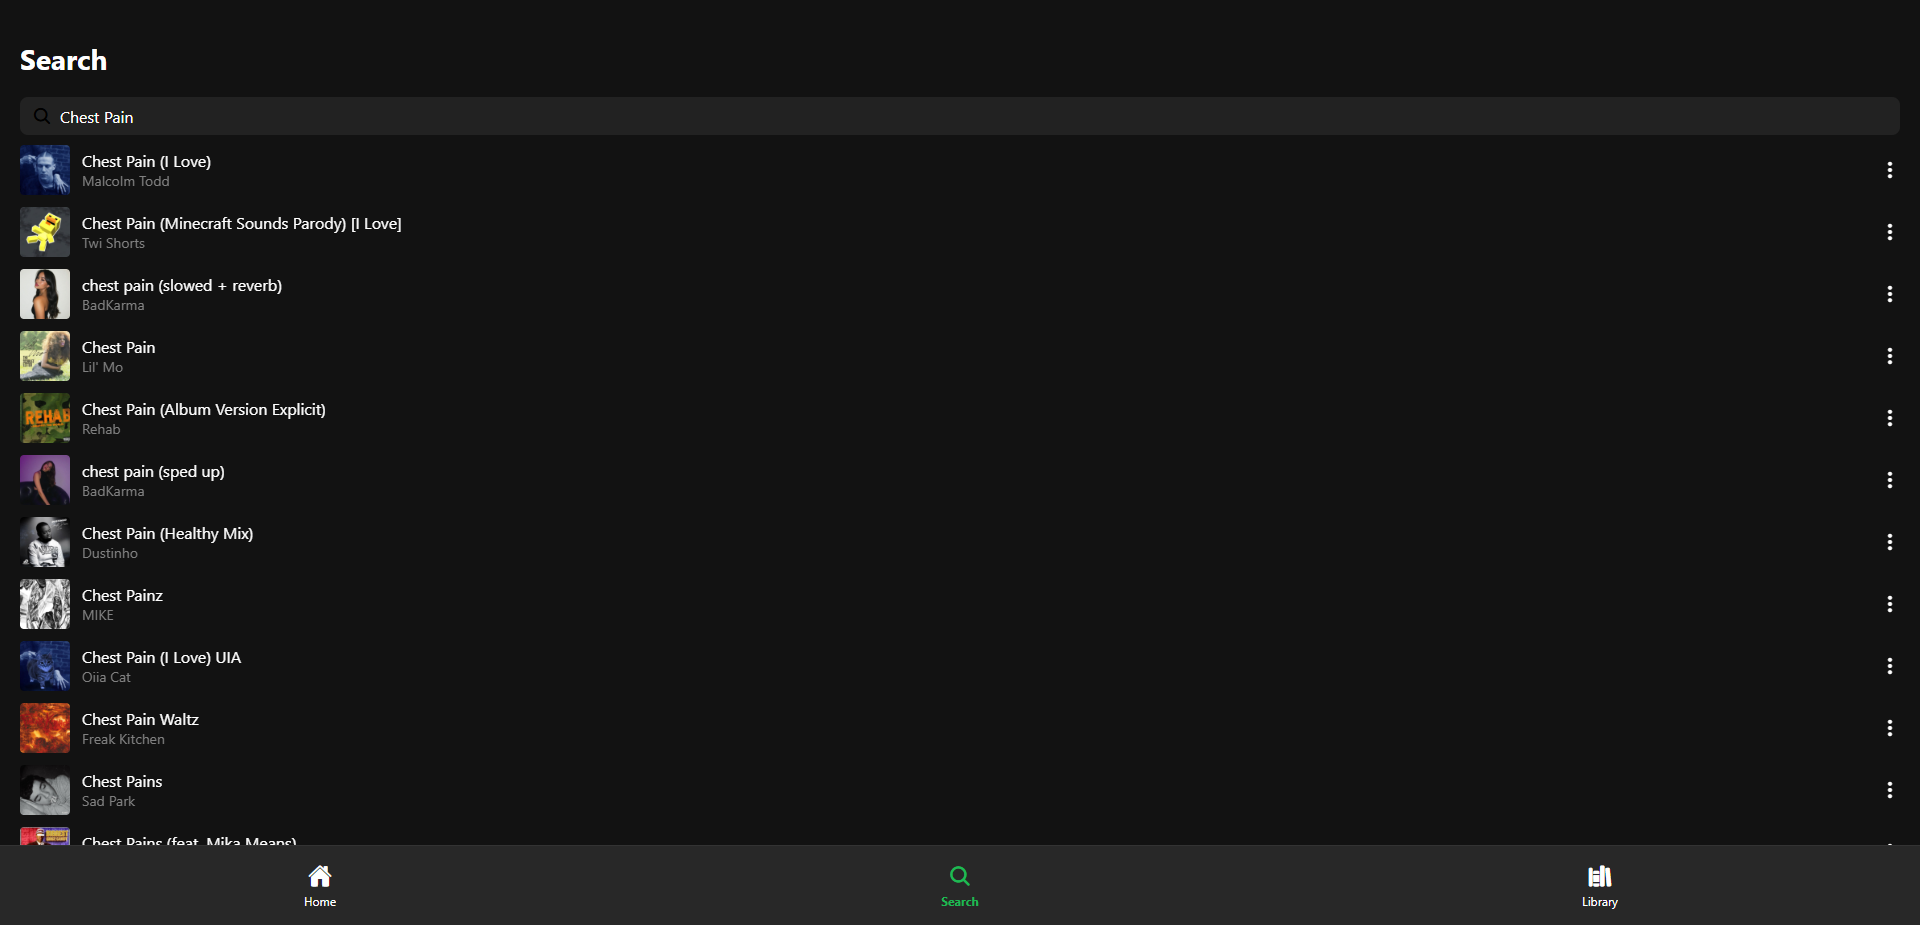 Search
Chest Pain
Chest Pain (I Love)
Malcolm Todd
Chest Pain (Minecraft Sounds Parody) [I Love]
Twi Shorts
chest pain (slowed + reverb)
BadKarma
Chest Pain
Lil' Mo
REHAB
Chest Pain (Album Version Explicit)
Rehab
chest pain (sped up)
BadKarma
Chest Pain (Healthy Mix)
Dustinho
Chest Painz
MIKE
Chest Pain (I Love) UIA
Oiia Cat
Chest Pain Waltz
Freak Kitchen
Chest Pains
Sad Park
Chest Pains (feat. Mika Means)
Home
Search
Library